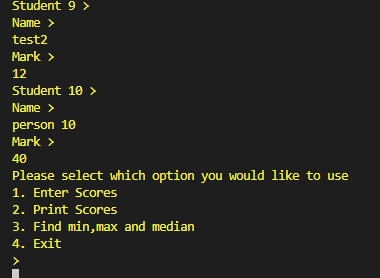 Student 9 >
Name >
test2
Mark >
12
Student 10 >
Name >
person 10
Mark >
40
Please select which option you would like to use
1. Enter Scores
2. Print Scores
3. Find min,max and median
4. Exit
>